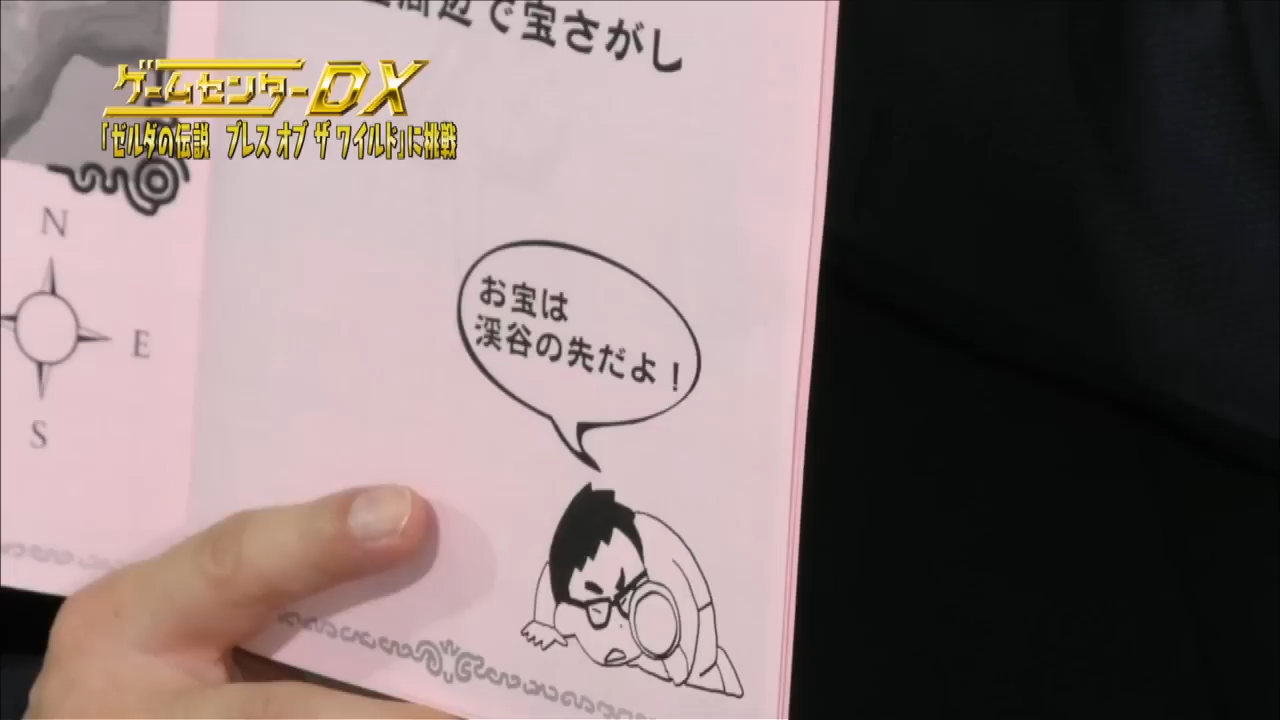 ゲームセンターDX
「ゼルダの伝説 ブレス オブ ザ ワイルド」に挑戦
周辺で宝さがし
お宝は
渓谷の先だよ!
N
E
S